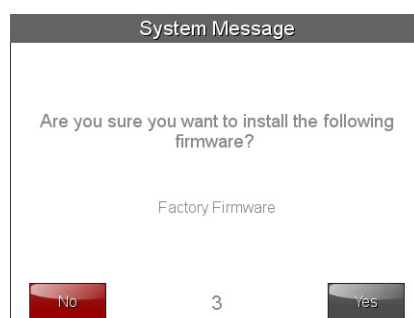 System Message
Are you sure you want to install the following
firmware?
Factory Firmware
No
3
Yes